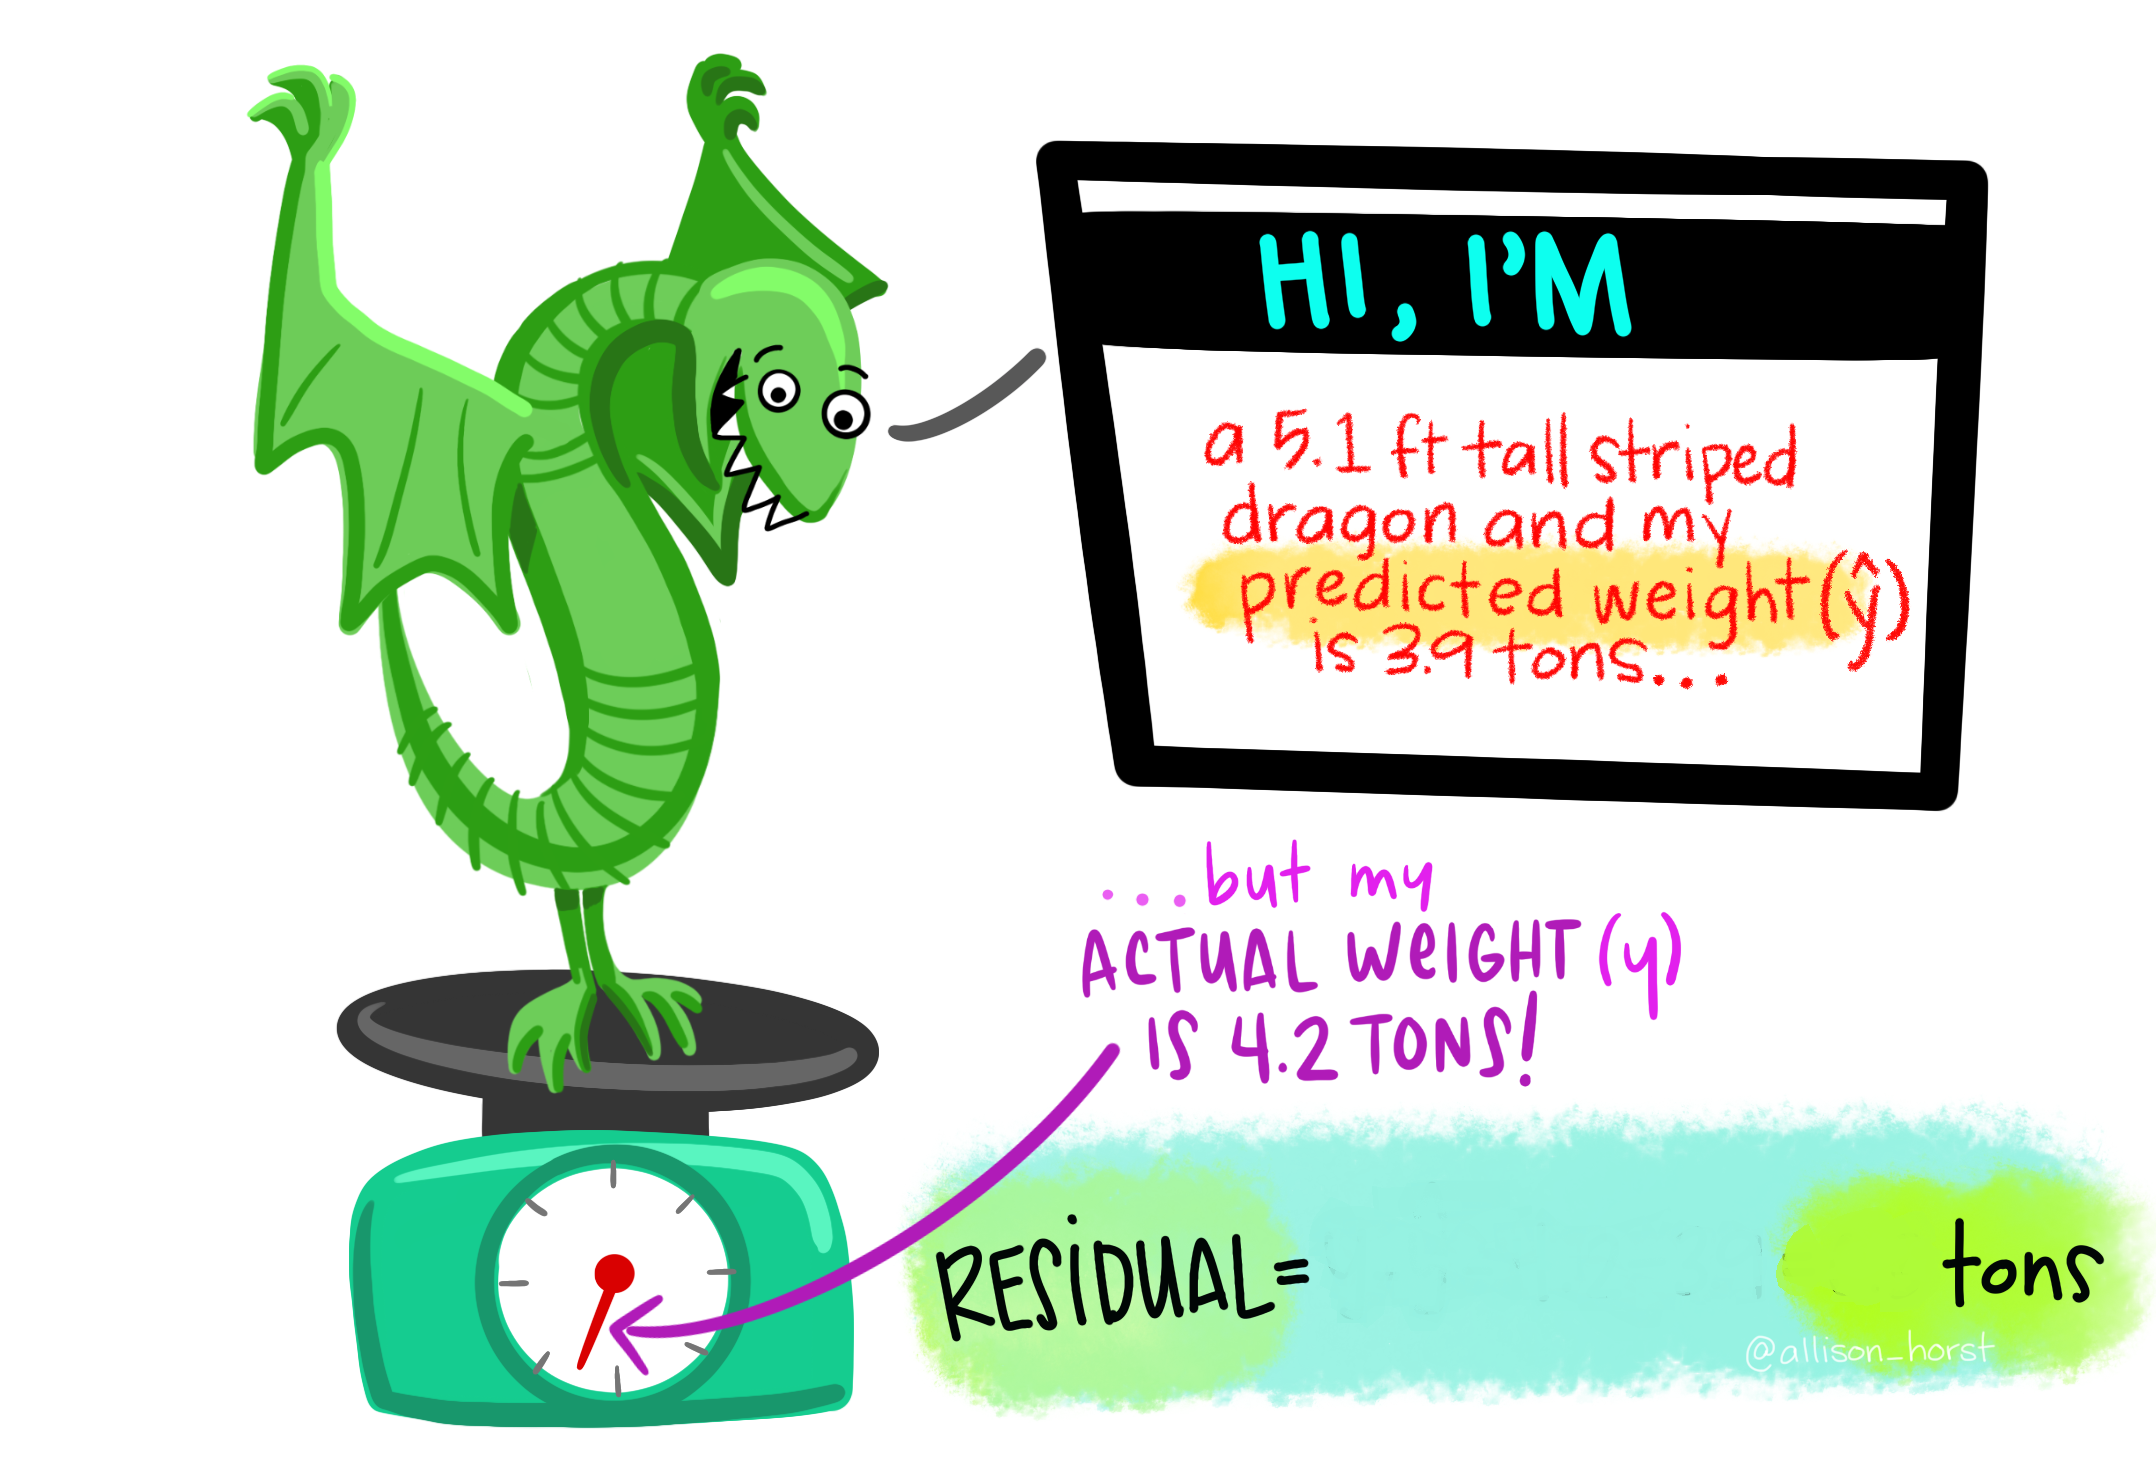 HI, I'M
a 5.1 ft tall striped
dragon and my
predicted weight (ŷ)
is 3.9 tons...
...but my
ACTUAL WEIGHT (y)
IS 4.2 TONS!
RESIDUAL=
tons
@allison_horst